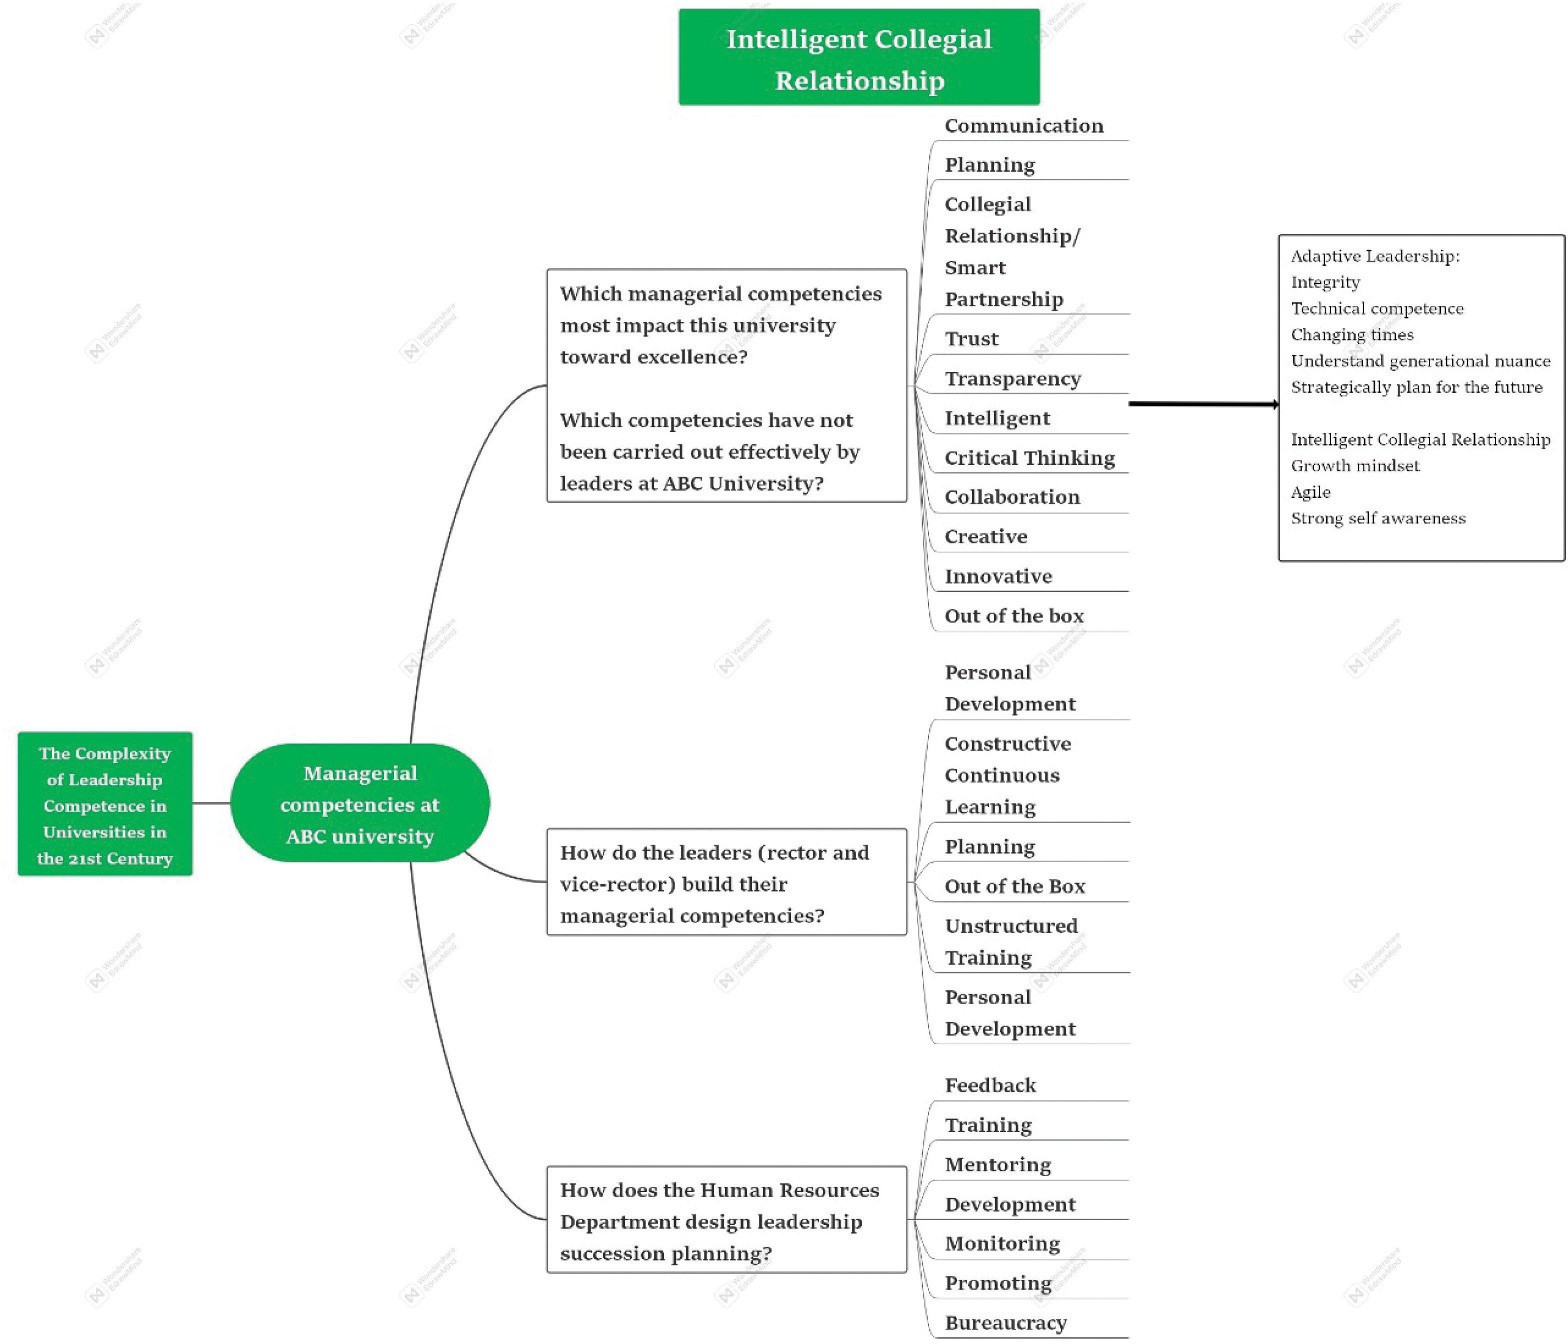 Intelligent Collegial
Relationship
The Complexity
of Leadership
Competence in
Universities in
the 21st Century
Managerial
competencies at
ABC university
Which managerial competencies
most impact this university
toward excellence?
Which competencies have not
been carried out effectively by
leaders at ABC University?
Communication
Planning
Collegial
Relationship/
Smart
Partnership
Trust
Transparency
Intelligent
Critical Thinking
Collaboration
Creative
Innovative
Out of the box
Adaptive Leadership:
Integrity
Technical competence
Changing times
Understand generational nuance
Strategically plan for the future
Intelligent Collegial Relationship
Growth mindset
Agile
Strong self awareness
How do the leaders (rector and
vice-rector) build their
managerial competencies?
Personal
Development
Constructive
Continuous
Learning
Planning
Out of the Box
Unstructured
Training
Personal
Development
How does the Human Resources
Department design leadership
succession planning?
Feedback
Training
Mentoring
Development
Monitoring
Promoting
Bureaucracy
Wondershare
EdrawMind